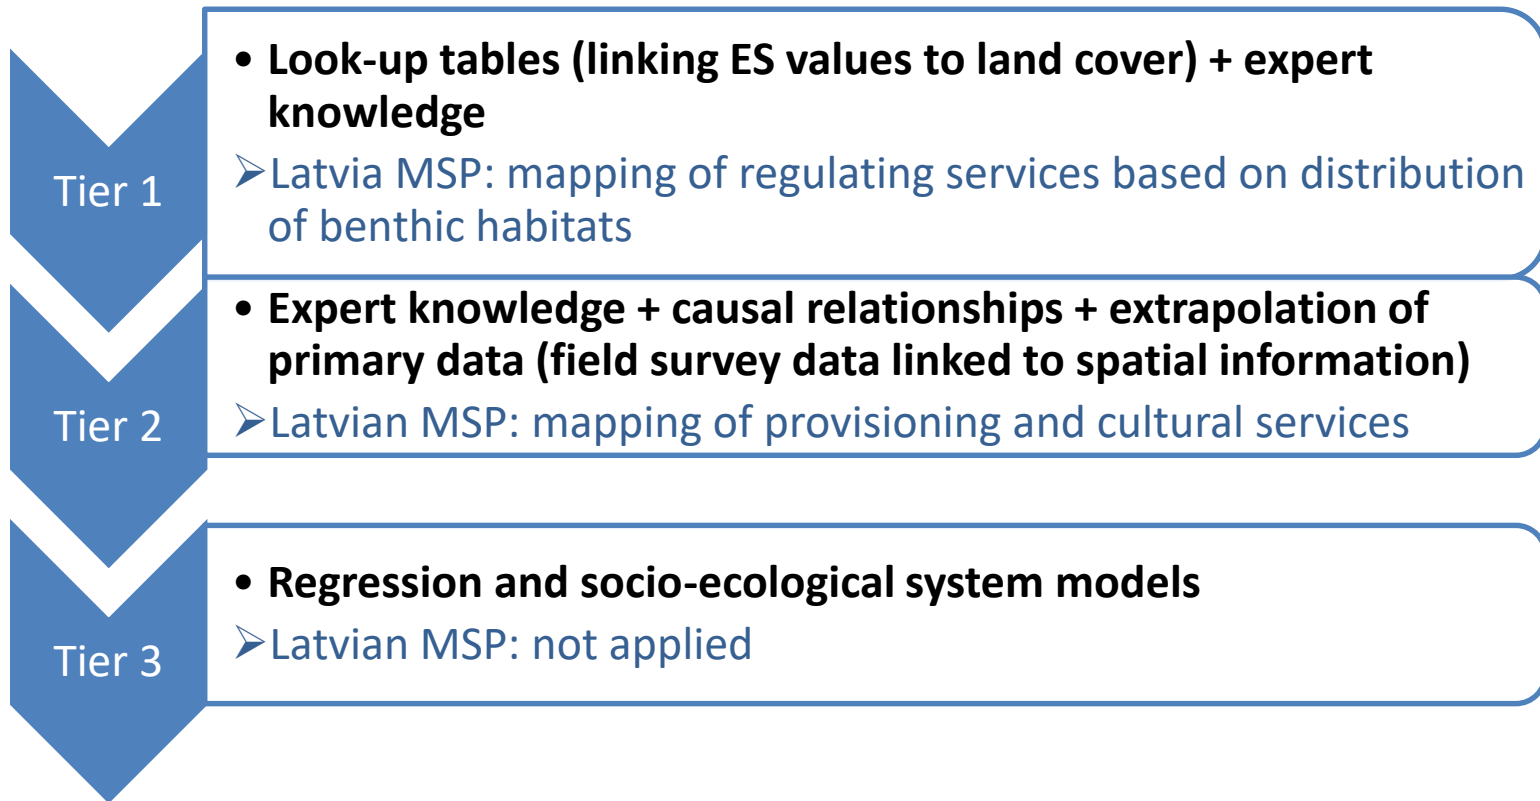 Tier 1
• Look-up tables (linking ES values to land cover) + expert
knowledge
➢Latvia MSP: mapping of regulating services based on distribution
of benthic habitats
Tier 2
• Expert knowledge + causal relationships + extrapolation of
primary data (field survey data linked to spatial information)
➢Latvian MSP: mapping of provisioning and cultural services
Tier 3
• Regression and socio-ecological system models
➢Latvian MSP: not applied